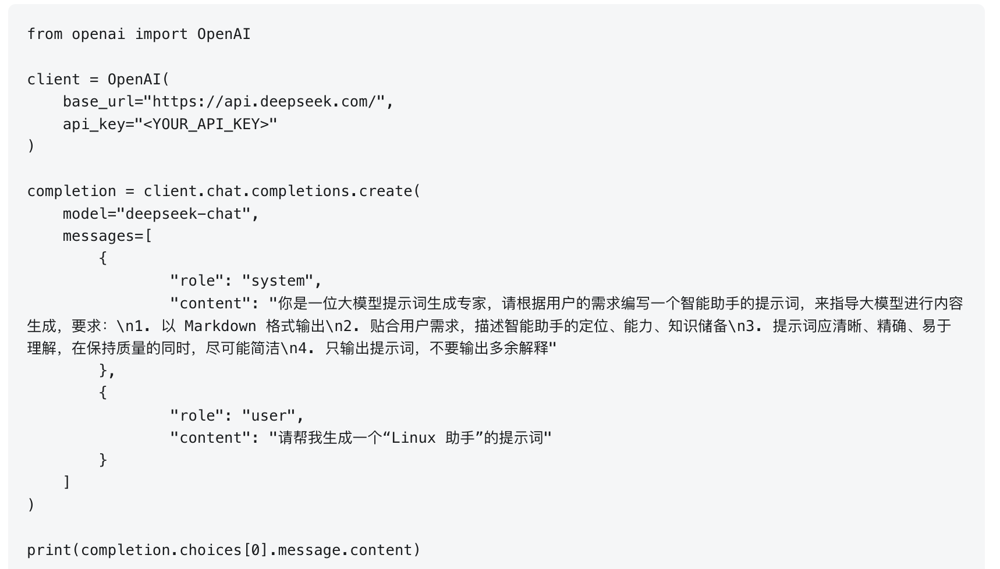 from openai import OpenAI

client = OpenAI(
    base_url="https://api.deepseek.com/",
    api_key="<YOUR_API_KEY>"
)

completion = client.chat.completions.create(
    model="deepseek-chat",
    messages=[
        {
                "role": "system",
                "content": "你是一位大模型提示词生成专家，请根据用户的需求编写一个智能助手的提示词，来指导大模型进行内容
生成，要求：\n1. 以 Markdown 格式输出\n2. 贴合用户需求，描述智能助手的定位、能力、知识储备\n3. 提示词应清晰、精确、易于
理解，在保持质量的同时，尽可能简洁\n4. 只输出提示词，不要输出多余解释"
        },
        {
                "role": "user",
                "content": "请帮我生成一个“Linux 助手”的提示词"
        }
    ]
)

print(completion.choices[0].message.content)